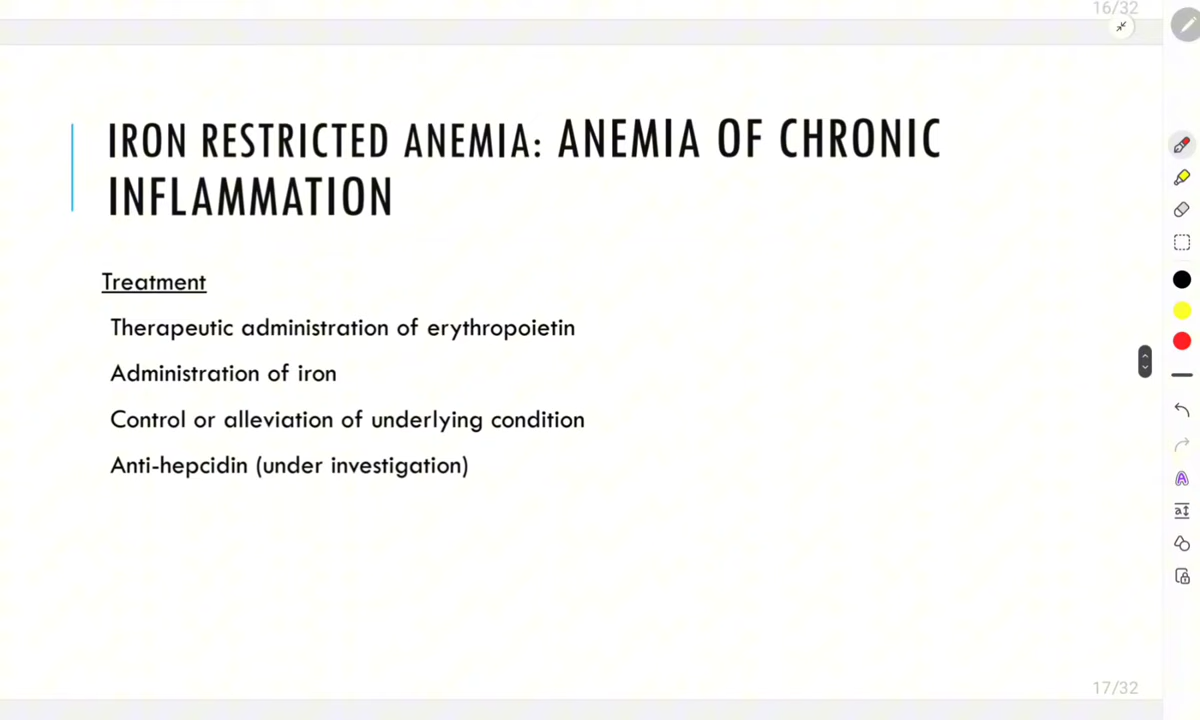 16/32
IRON RESTRICTED ANEMIA: ANEMIA OF CHRONIC
INFLAMMATION
Treatment
Therapeutic administration of erythropoietin
Administration of iron
Control or alleviation of underlying condition
Anti-hepcidin (under investigation)
17/32